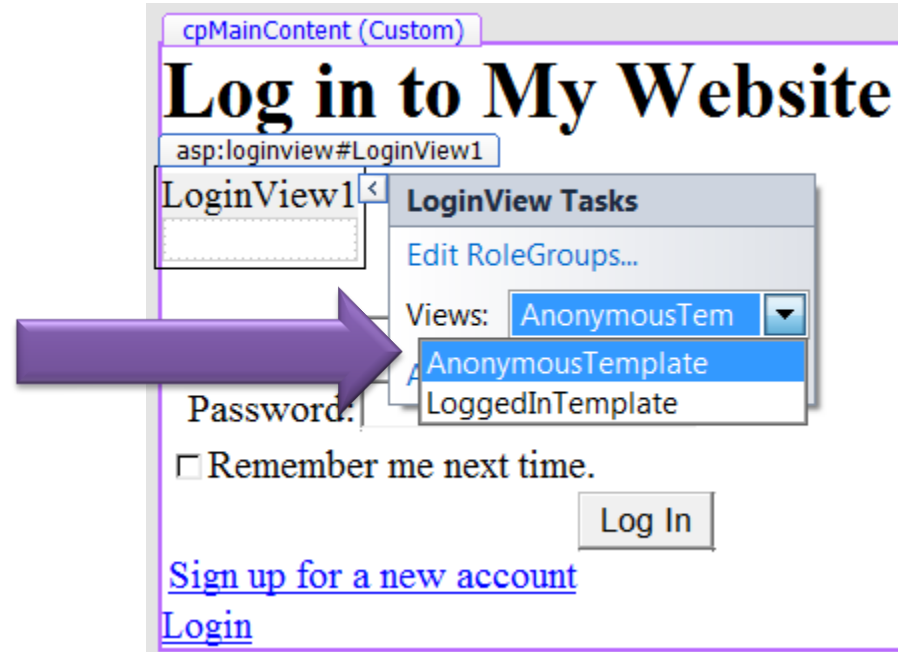 cpMainContent (Custom)
Log in to My Website
asp:loginview#LoginView1
LoginView1
LoginView Tasks
Edit RoleGroups...
Views: AnonymousTem
AnonymousTemplate
LoggedInTemplate
Password:
Remember me next time.
Log In
Sign up for a new account
Login